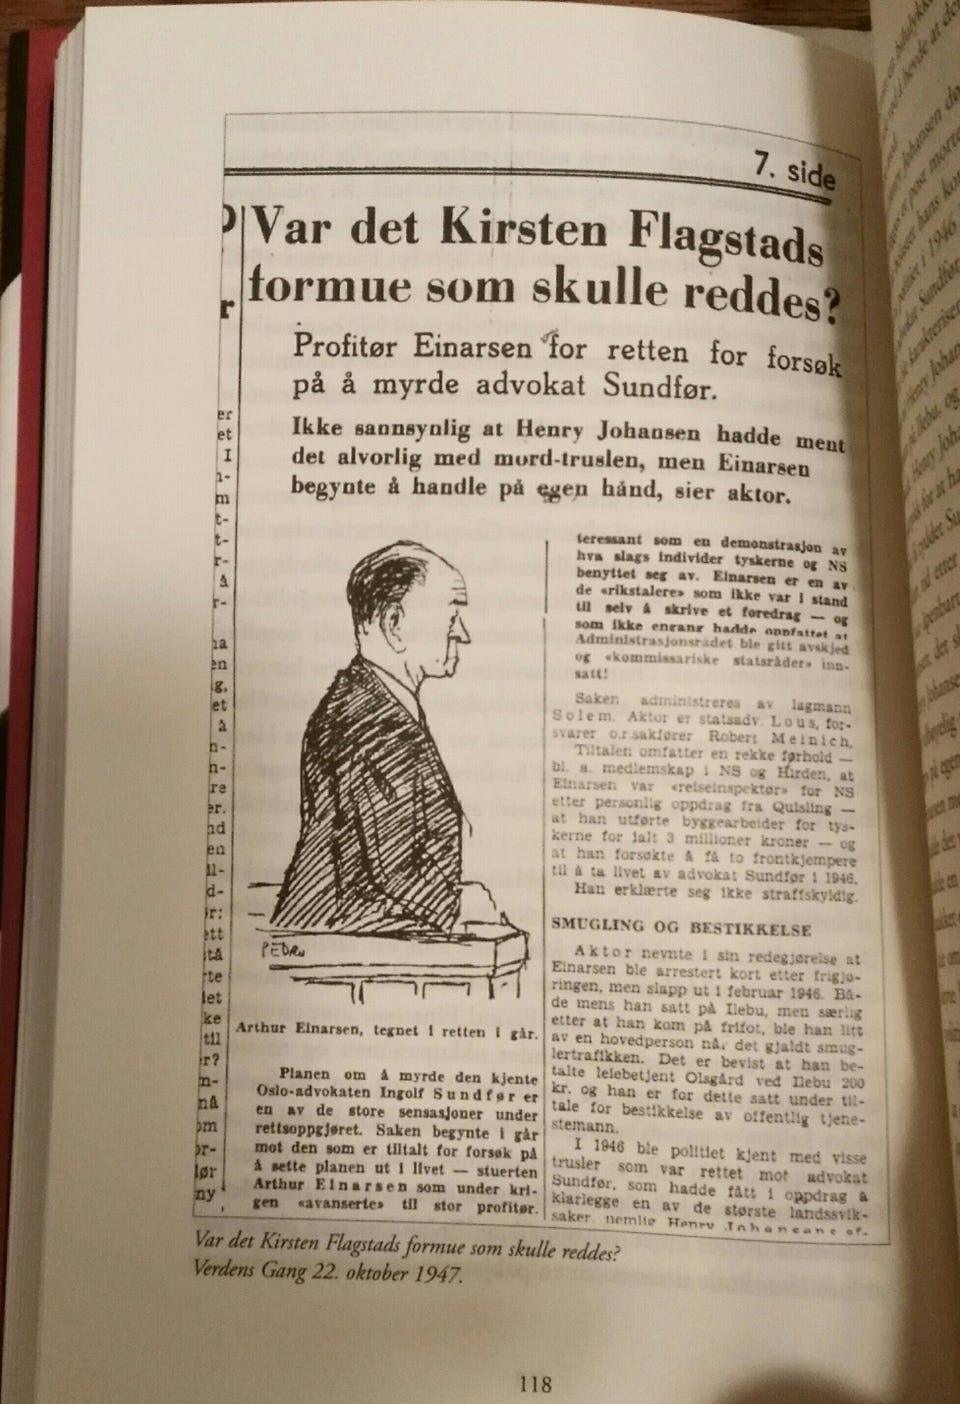 7. side
Var det Kirsten Flagstads
formue som skulle reddes?
Profitør Einarsen for retten for forsøk
på å myrde advokat Sundfør.
Ikke sannsynlig at Henry Johansen hadde ment
det alvorlig med mord-truslen, men Einarsen
begynte å handle på egen hånd, sier aktor.
PEDRO
Arthur Einarsen, tegnet i retten i går.
Planen om å myrde den kjente
Oslo-advokaten Ingolf Sundfør er
en av de store sensasjoner under
rettsoppgjøret. Saken begynte i går
mot den som er tiltalt for forsøk på
å sette planen ut i livet — stuerten
Arthur Einarsen som under kri-
gen «avanserte» til stor profitør.
teressant som en demonstrasjon av
hva slags individer tyskerne og NS
benyttet seg av. Einarsen er en av
de «rikstalere» som ikke var i stand
til selv å skrive et foredrag — og
som ikke engang hadde oppfattet at
Administrasjonsrådet ble gitt avskjed
og «kommissariske statsråder» inn-
satt!
Saken administreres av lagmann
Solem. Aktor er statsadv. Lous, for-
svarer o.r.sakfører Robert Meinich.
Tiltalen omfatter en rekke førhold —
bl. a. medlemskap i NS og Hirden, at
Einarsen var «reiseinspektør» for NS
etter personlig oppdrag fra Quisling —
at han utførte byggearbeider for tys-
kerne for ialt 3 millioner kroner — og
at han forsøkte å få to frontkjempere
til å ta livet av advokat Sundfør i 1946.
Han erklærte seg ikke straffskyldig.
SMUGLING OG BESTIKKELSE
Aktor nevnte i sin redegjørelse at
Einarsen ble arrestert kort etter frigjø-
ringen, men slapp ut i februar 1946. Bå-
de mens han satt på Ilebu, men særlig
etter at han kom på frifot, ble han litt
av en hovedperson nå, det gjaldt smug-
lertrafikken. Det er bevist at han be-
talte leiebetjent Olsgård ved Ilebu 200
kr. og han er for dette satt under til-
tale for bestikkelse av offentlig tjene-
stemann.
I 1946 ble politiet kjent med visse
trusler som var rettet mot advokat
Sundfør, som hadde fått i oppdrag å
klarlegge en av de største landssvik-
saker, nemlig Henry Johansens af-
Var det Kirsten Flagstads formue som skulle reddes?
Verdens Gang 22. oktober 1947.
118